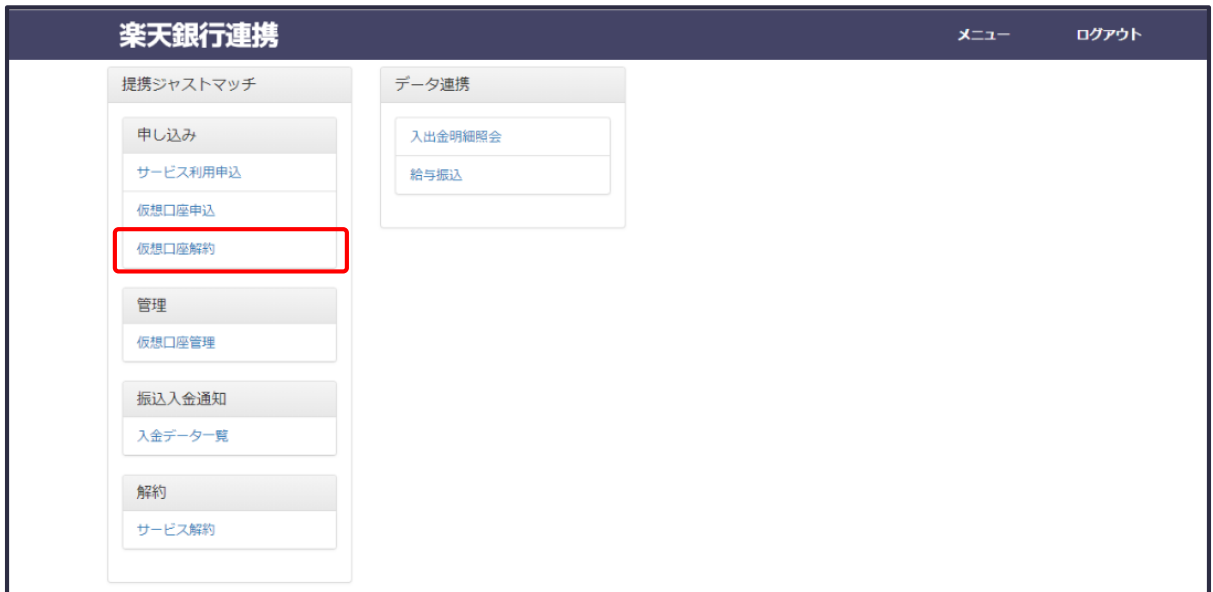 楽天銀行連携
メニュー
ログアウト
提携ジャストマッチ
申し込み
サービス利用申込
仮想口座申込
仮想口座解約
管理
仮想口座管理
振込入金通知
入金データ一覧
解約
サービス解約
データ連携
入出金明細照会
給与振込